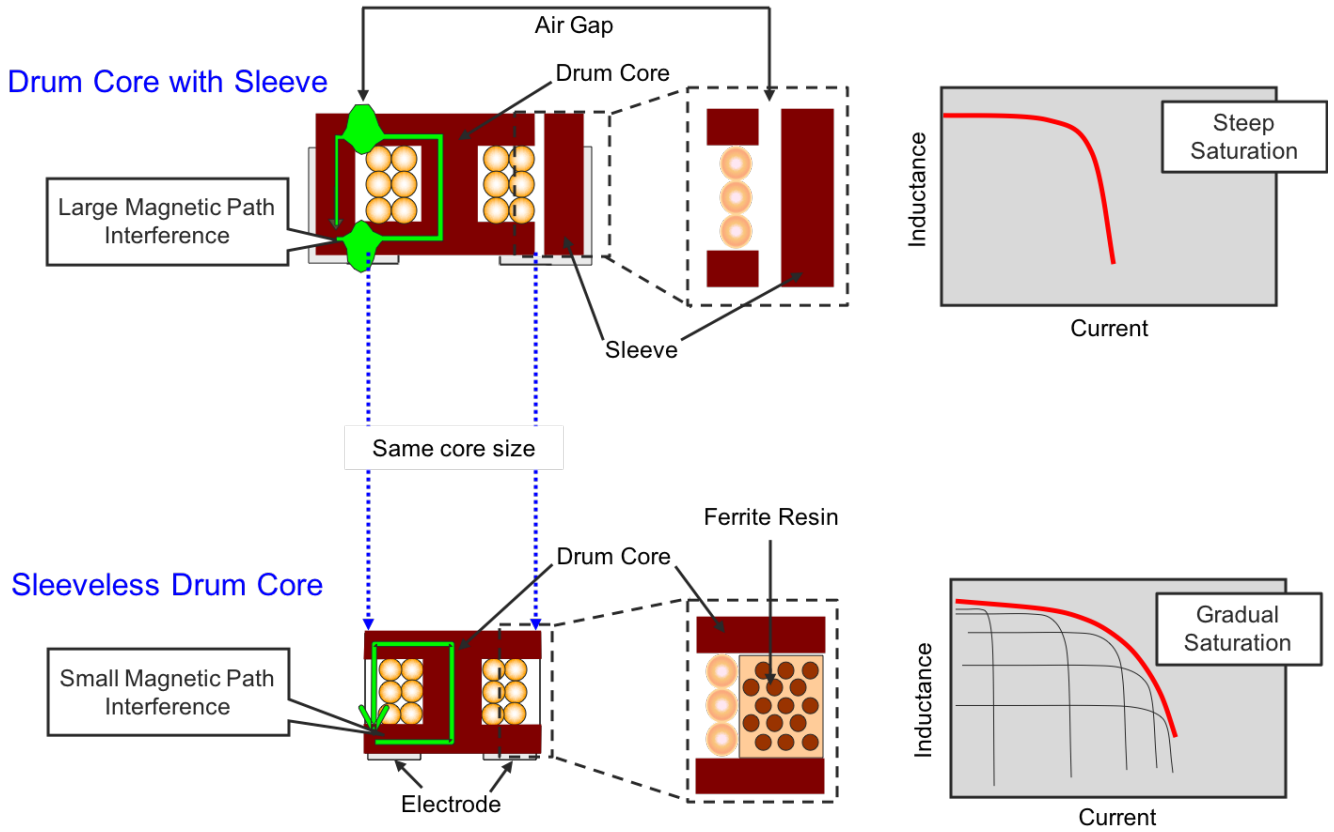 Air Gap
Drum Core with Sleeve
Drum Core
Steep
Saturation
Large Magnetic Path
Interference
Inductance
Current
Sleeve
Same core size
Ferrite Resin
Drum Core
Sleeveless Drum Core
Gradual
Saturation
Small Magnetic Path
Interference
Inductance
Electrode
Current